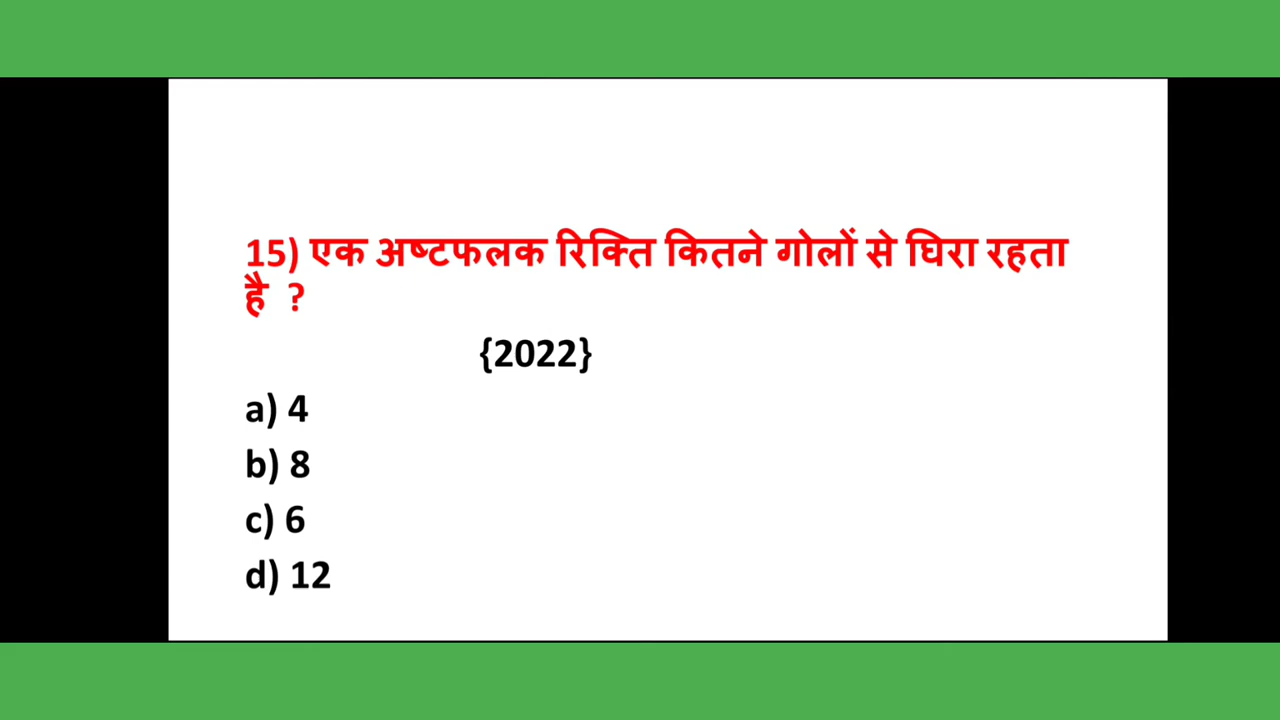 15) एक अष्टफलक रिक्ति कितने गोलों से घिरा रहता
है ?
{2022}
a) 4
b) 8
c) 6
d) 12